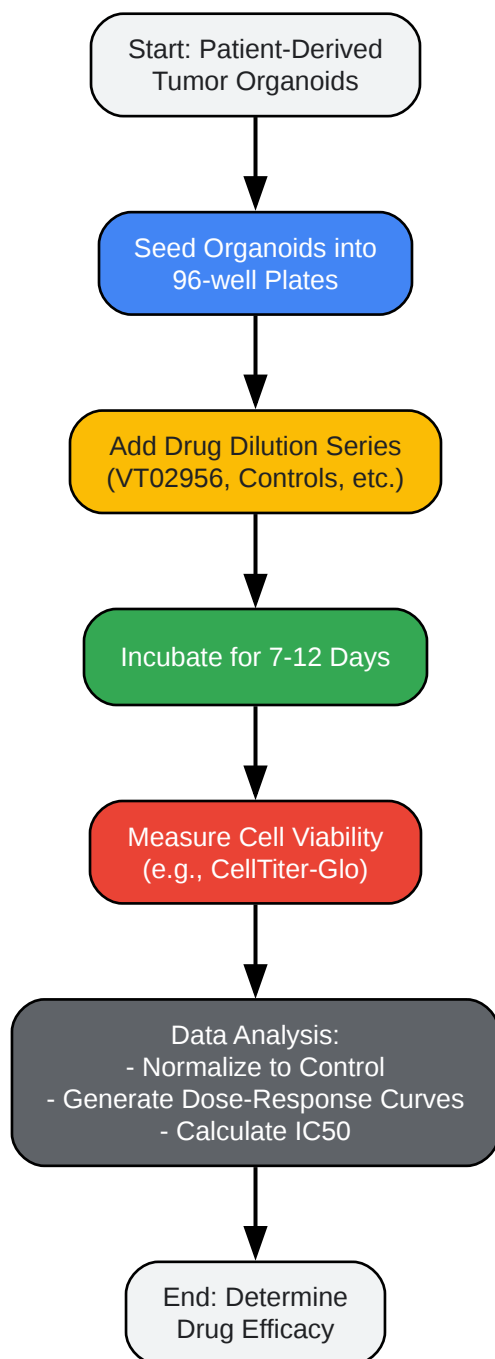 Start: Patient-Derived
Tumor Organoids
Seed Organoids into
96-well Plates
Add Drug Dilution Series
(VT02956, Controls, etc.)
Incubate for 7-12 Days
Measure Cell Viability
(e.g., CellTiter-Glo)
Data Analysis:
- Normalize to Control
- Generate Dose-Response Curves
- Calculate IC50
End: Determine
Drug Efficacy